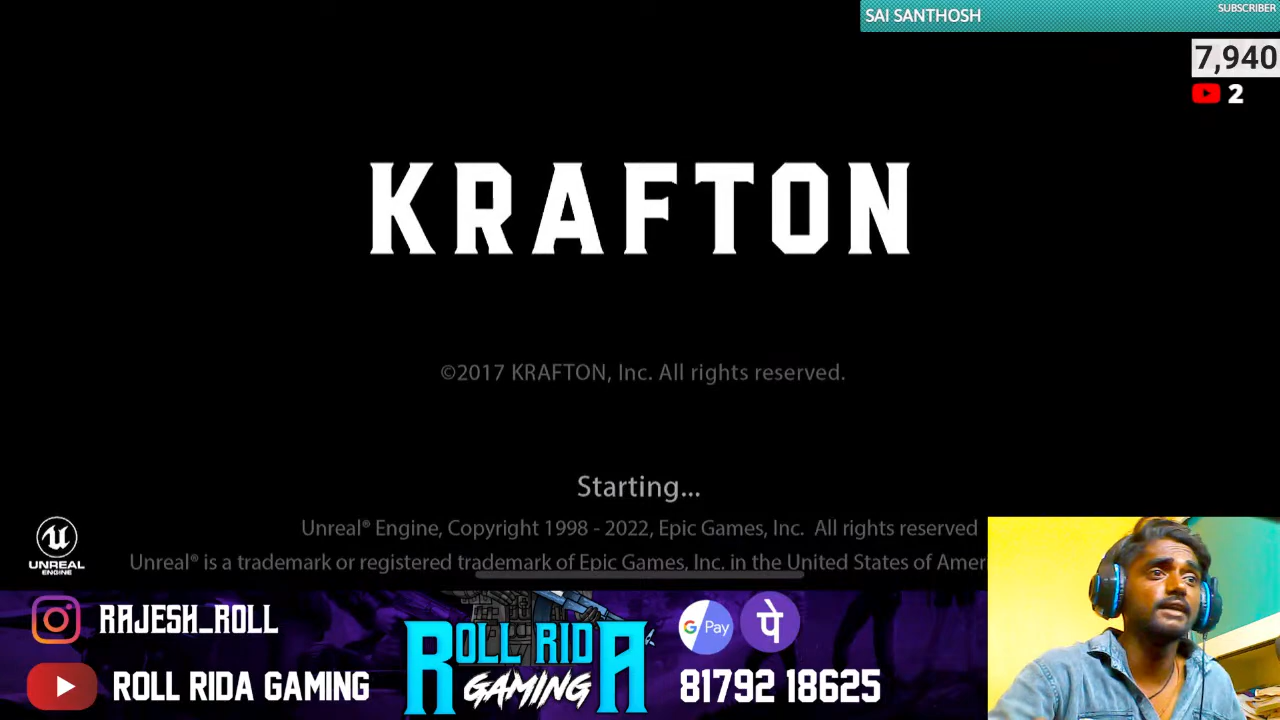 SAI SANTHOSH
SUBSCRIBER
7,940
2
KRAFTON
©2017 KRAFTON, Inc. All rights reserved.
Starting...
Unreal® Engine, Copyright 1998 - 2022, Epic Games, Inc. All rights reserved
Unreal® is a trademark or registered trademark of Epic Games, Inc. in the United States of Ameri
UNREAL
ENGINE
RAJESH_ROLL
ROLL RIDA GAMING
ROLL RIDA
GAMING
G Pay
पे
81792 18625